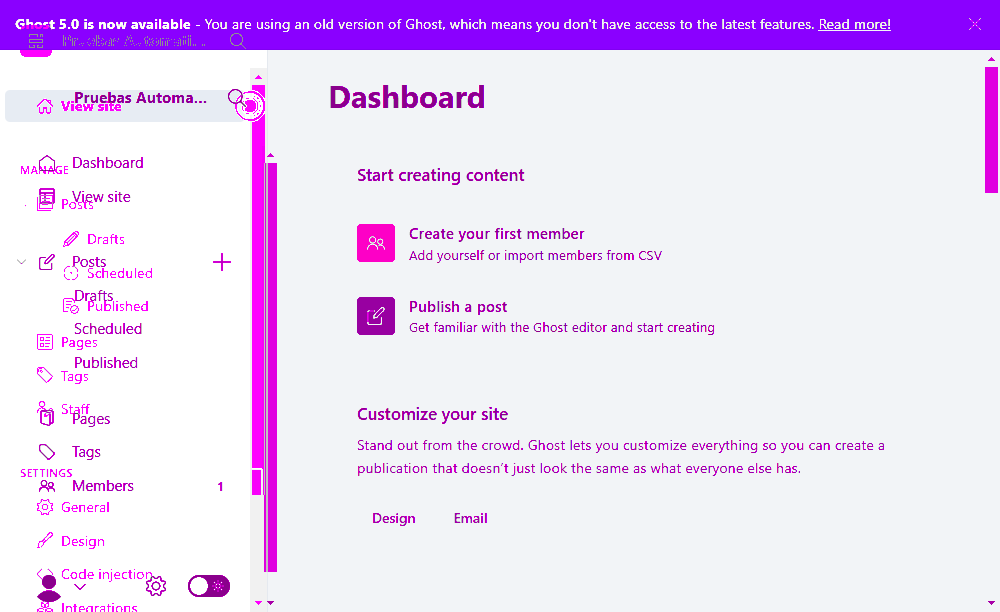 Ghost 5.0 is now available - You are using an old version of Ghost, which means you don't have access to the latest features. Read more!
Pruebas Automati...
Pruebas Automa...
View site
Dashboard
MANAGE
View site
Posts
Drafts
Posts
Scheduled
Drafts
Published
Scheduled
Pages
Published
Tags
Staff
Pages
Tags
SETTINGS
Members 1
General
Design
Code injection
Integrations
Dashboard
Start creating content
Create your first member
Add yourself or import members from CSV
Publish a post
Get familiar with the Ghost editor and start creating
Customize your site
Stand out from the crowd. Ghost lets you customize everything so you can create a
publication that doesn't just look the same as what everyone else has.
Design Email